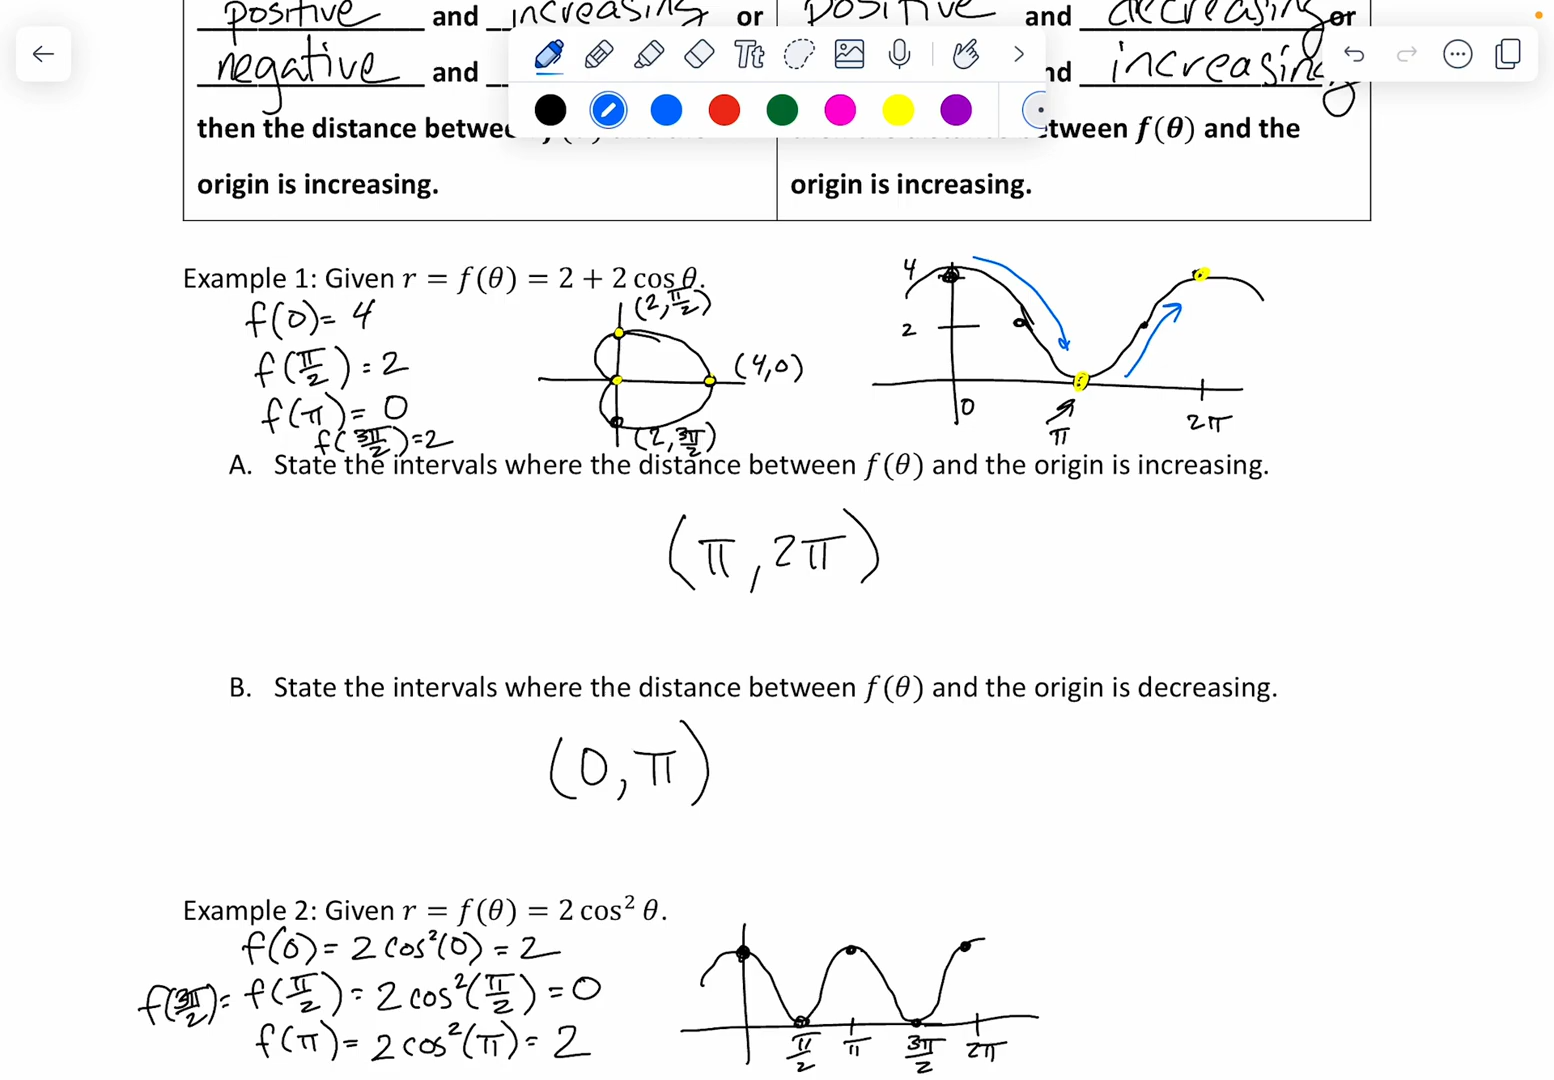 positive and increasing or
negative and
then the distance between
origin is increasing.
positive and decreasing or
and increasing,
between f(θ) and the
origin is increasing.
Tt
Example 1: Given r = f(θ) = 2 + 2 cos θ.
f(0) = 4
f(π/2) = 2
f(π) = 0
f(3π/2) = 2
(2, π/2)
(4,0)
(2, 3π/2)
4
2
0
π
2π
A. State the intervals where the distance between f(θ) and the origin is increasing.
(π, 2π)
B. State the intervals where the distance between f(θ) and the origin is decreasing.
(0, π)
Example 2: Given r = f(θ) = 2 cos² θ.
f(0) = 2 cos²(0) = 2
f(3π/2) = f(π/2) = 2 cos²(π/2) = 0
f(π) = 2 cos²(π) = 2
π/2 π 3π/2 2π